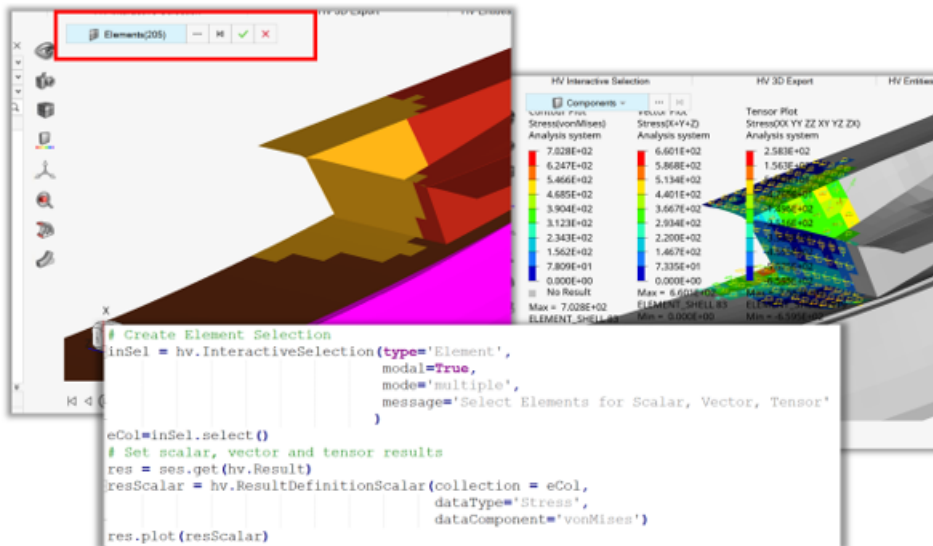 HV 3D Export
HV Entities
Elements(205)
HV Interactive Selection
HV 3D Export
HV Entities
Components
Contour Plot
Stress(vonMises)
Analysis system
7.028E+02
6.247E+02
5.466E+02
4.685E+02
3.904E+02
3.123E+02
2.343E+02
1.562E+02
7.809E+01
0.000E+00
No Result
Max = 7.028E+02
ELEMENT_SHELL 83
Vector Plot
Stress(X+Y+Z)
Analysis system
6.601E+02
5.868E+02
5.134E+02
4.401E+02
3.667E+02
2.934E+02
2.200E+02
1.467E+02
7.335E+01
0.000E+00
Max = 6.601E+02
ELEMENT_SHELL 83
Min = 0.000E+00
Tensor Plot
Stress(XX YY ZZ XY YZ ZX)
Analysis system
2.583E+02
1.563E+02
Min = -6.595E+02
X
# Create Element Selection
inSel = hv.InteractiveSelection(type='Element',
modal=True,
mode='multiple',
message='Select Elements for Scalar, Vector, Tensor'
)
eCol=inSel.select()
# Set scalar, vector and tensor results
res = ses.get(hv.Result)
resScalar = hv.ResultDefinitionScalar(collection = eCol,
dataType='Stress',
dataComponent='vonMises')
res.plot(resScalar)